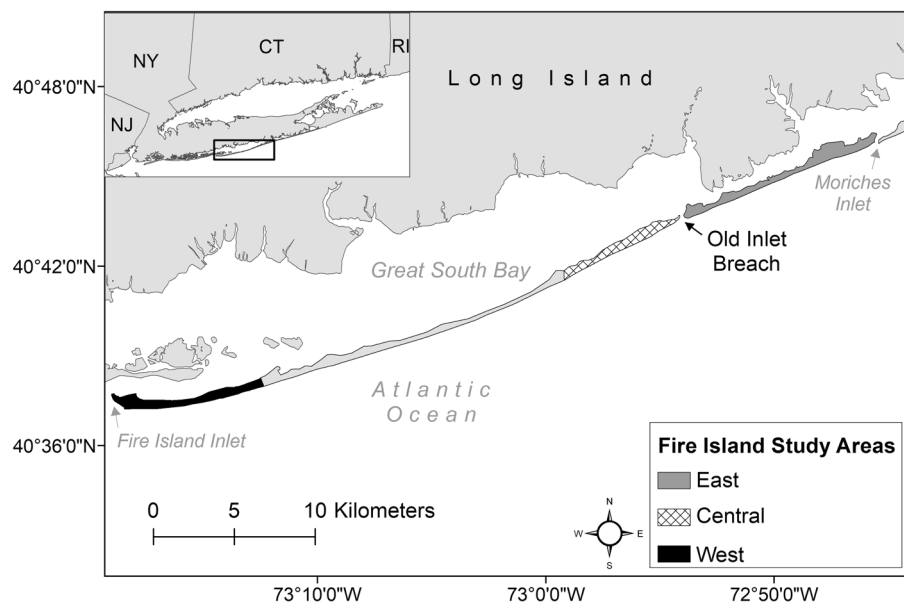 NY
CT
RI
NJ
40°48'0"N
Long Island
Moriches
Inlet
Old Inlet
Breach
40°42'0"N
Great South Bay
Atlantic
Ocean
Fire Island Inlet
40°36'0"N
Fire Island Study Areas
East
Central
West
0 5 10 Kilometers
N
W E
S
73°10'0"W 73°0'0"W 72°50'0"W